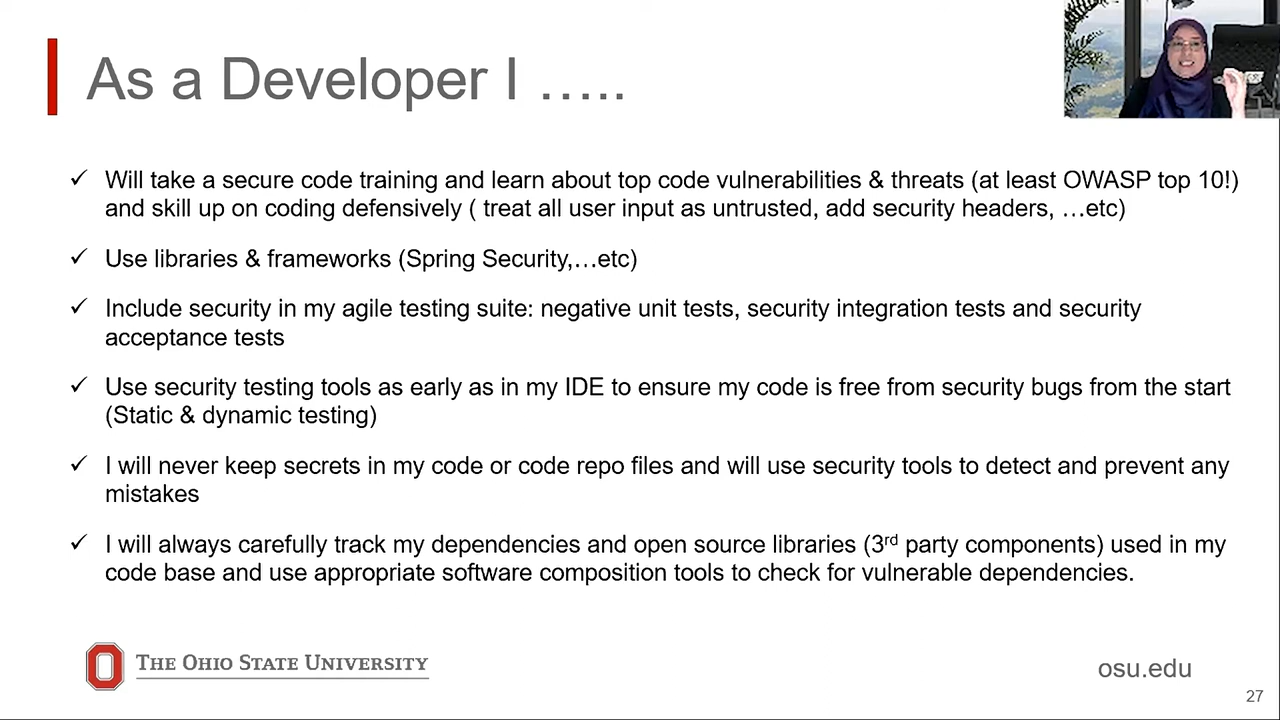 As a Developer I …..
✓ Will take a secure code training and learn about top code vulnerabilities & threats (at least OWASP top 10!)
and skill up on coding defensively ( treat all user input as untrusted, add security headers, …etc)
✓ Use libraries & frameworks (Spring Security,…etc)
✓ Include security in my agile testing suite: negative unit tests, security integration tests and security
acceptance tests
✓ Use security testing tools as early as in my IDE to ensure my code is free from security bugs from the start
(Static & dynamic testing)
✓ I will never keep secrets in my code or code repo files and will use security tools to detect and prevent any
mistakes
✓ I will always carefully track my dependencies and open source libraries (3rd party components) used in my
code base and use appropriate software composition tools to check for vulnerable dependencies.
THE OHIO STATE UNIVERSITY
osu.edu
27